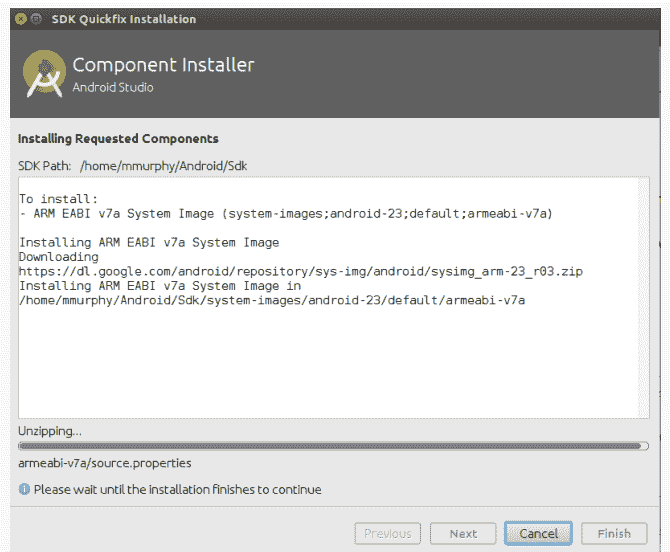 SDK Quickfix Installation
Component Installer
Android Studio
Installing Requested Components
SDK Path: /home/mmurphy/Android/Sdk
To install:
- ARM EABI v7a System Image (system-images;android-23;default;armeabi-v7a)
Installing ARM EABI v7a System Image
Downloading
https://dl.google.com/android/repository/sys-img/android/sysimg_arm-23_r03.zip
Installing ARM EABI v7a System Image in
/home/mmurphy/Android/Sdk/system-images/android-23/default/armeabi-v7a
Unzipping...
armeabi-v7a/source.properties
Please wait until the installation finishes to continue
Previous Next Cancel Finish